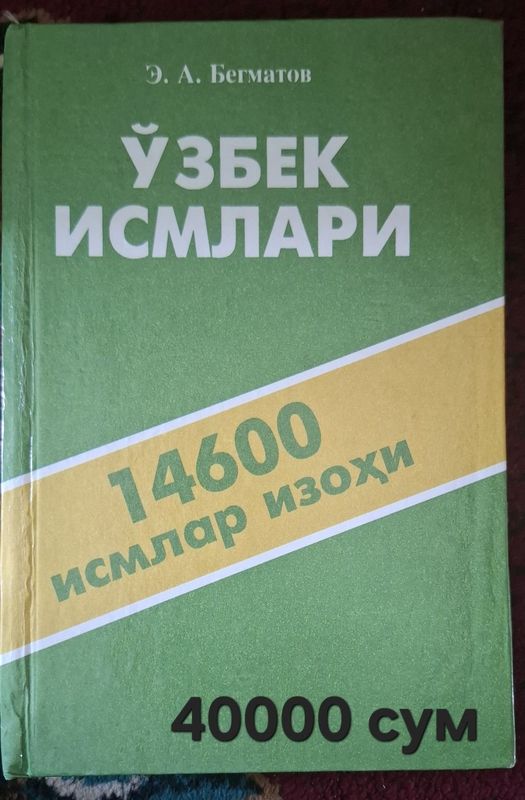 Э. А. Бегматов
ЎЗБЕК
ИСМЛАРИ
14600
исмлар изоҳи
40000 сум